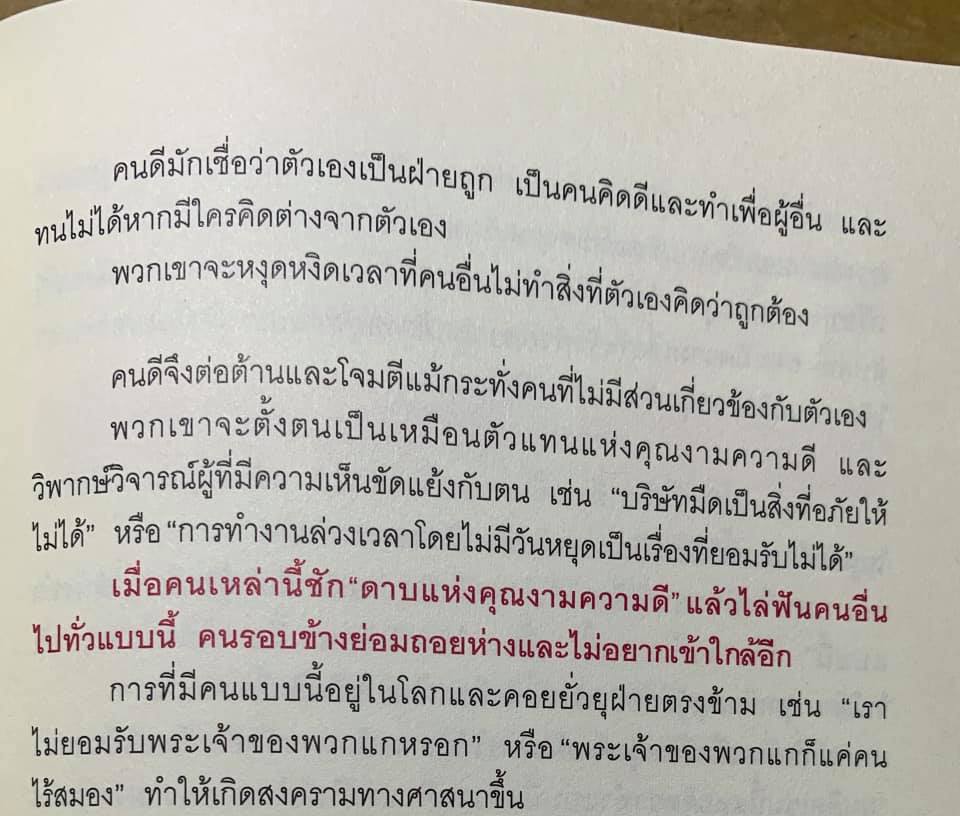 คนดีมักเชื่อว่าตัวเองเป็นฝ่ายถูก เป็นคนคิดดีและทำเพื่อผู้อื่น และ
ทนไม่ได้หากมีใครคิดต่างจากตัวเอง
พวกเขาจะหงุดหงิดเวลาที่คนอื่นไม่ทำสิ่งที่ตัวเองคิดว่าถูกต้อง
คนดีจึงต่อต้านและโจมตีแม้กระทั่งคนที่ไม่มีส่วนเกี่ยวข้องกับตัวเอง
พวกเขาจะตั้งตนเป็นเหมือนตัวแทนแห่งคุณงามความดี และ
วิพากษ์วิจารณ์ผู้ที่มีความเห็นขัดแย้งกับตน เช่น “บริษัทมืดเป็นสิ่งที่อภัยให้
ไม่ได้” หรือ “การทำงานล่วงเวลาโดยไม่มีวันหยุดเป็นเรื่องที่ยอมรับไม่ได้”
เมื่อคนเหล่านี้ชัก “ดาบแห่งคุณงามความดี” แล้วไล่ฟันคนอื่น
ไปทั่วแบบนี้ คนรอบข้างย่อมถอยห่างและไม่อยากเข้าใกล้อีก
การที่มีคนแบบนี้อยู่ในโลกและคอยยั่วยุฝ่ายตรงข้าม เช่น “เรา
ไม่ยอมรับพระเจ้าของพวกแกหรอก” หรือ “พระเจ้าของพวกแกก็แค่คน
ไร้สมอง” ทำให้เกิดสงครามทางศาสนาขึ้น